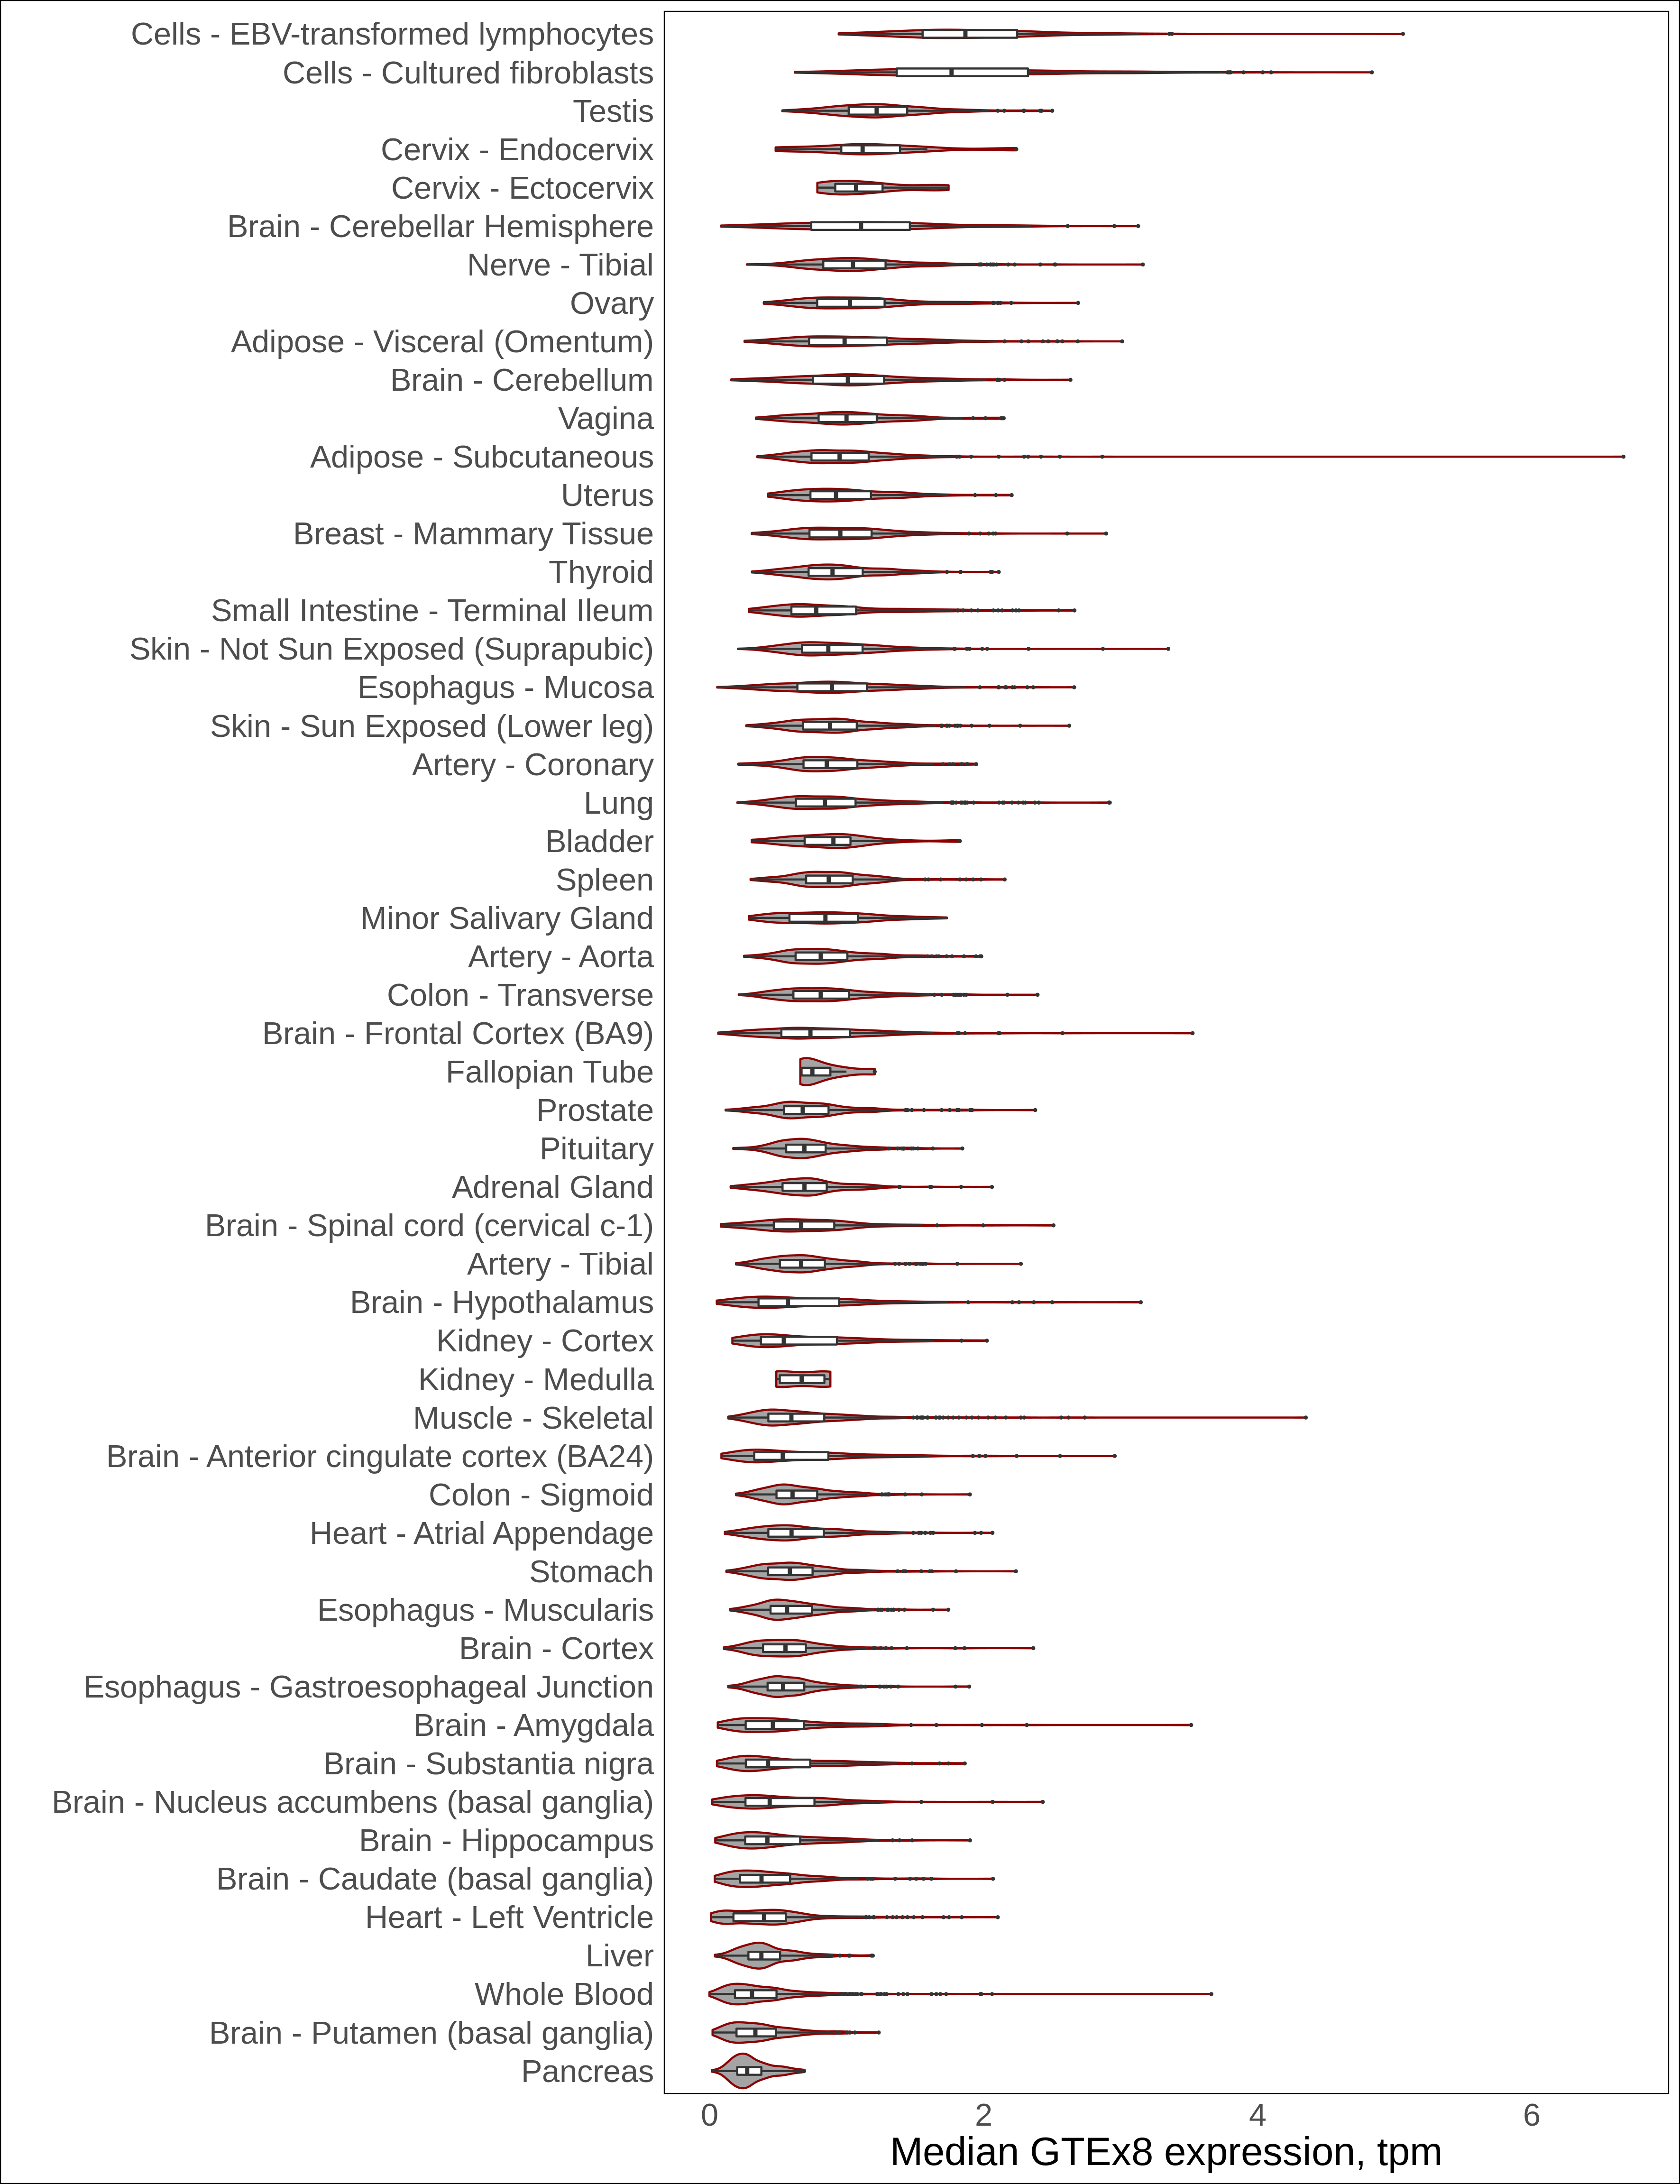 Cells - EBV-transformed lymphocytes
Cells - Cultured fibroblasts
Testis
Cervix - Endocervix
Cervix - Ectocervix
Brain - Cerebellar Hemisphere
Nerve - Tibial
Ovary
Adipose - Visceral (Omentum)
Brain - Cerebellum
Vagina
Adipose - Subcutaneous
Uterus
Breast - Mammary Tissue
Thyroid
Small Intestine - Terminal Ileum
Skin - Not Sun Exposed (Suprapubic)
Esophagus - Mucosa
Skin - Sun Exposed (Lower leg)
Artery - Coronary
Lung
Bladder
Spleen
Minor Salivary Gland
Artery - Aorta
Colon - Transverse
Brain - Frontal Cortex (BA9)
Fallopian Tube
Prostate
Pituitary
Adrenal Gland
Brain - Spinal cord (cervical c-1)
Artery - Tibial
Brain - Hypothalamus
Kidney - Cortex
Kidney - Medulla
Muscle - Skeletal
Brain - Anterior cingulate cortex (BA24)
Colon - Sigmoid
Heart - Atrial Appendage
Stomach
Esophagus - Muscularis
Brain - Cortex
Esophagus - Gastroesophageal Junction
Brain - Amygdala
Brain - Substantia nigra
Brain - Nucleus accumbens (basal ganglia)
Brain - Hippocampus
Brain - Caudate (basal ganglia)
Heart - Left Ventricle
Liver
Whole Blood
Brain - Putamen (basal ganglia)
Pancreas
0 2 4 6
Median GTEx8 expression, tpm